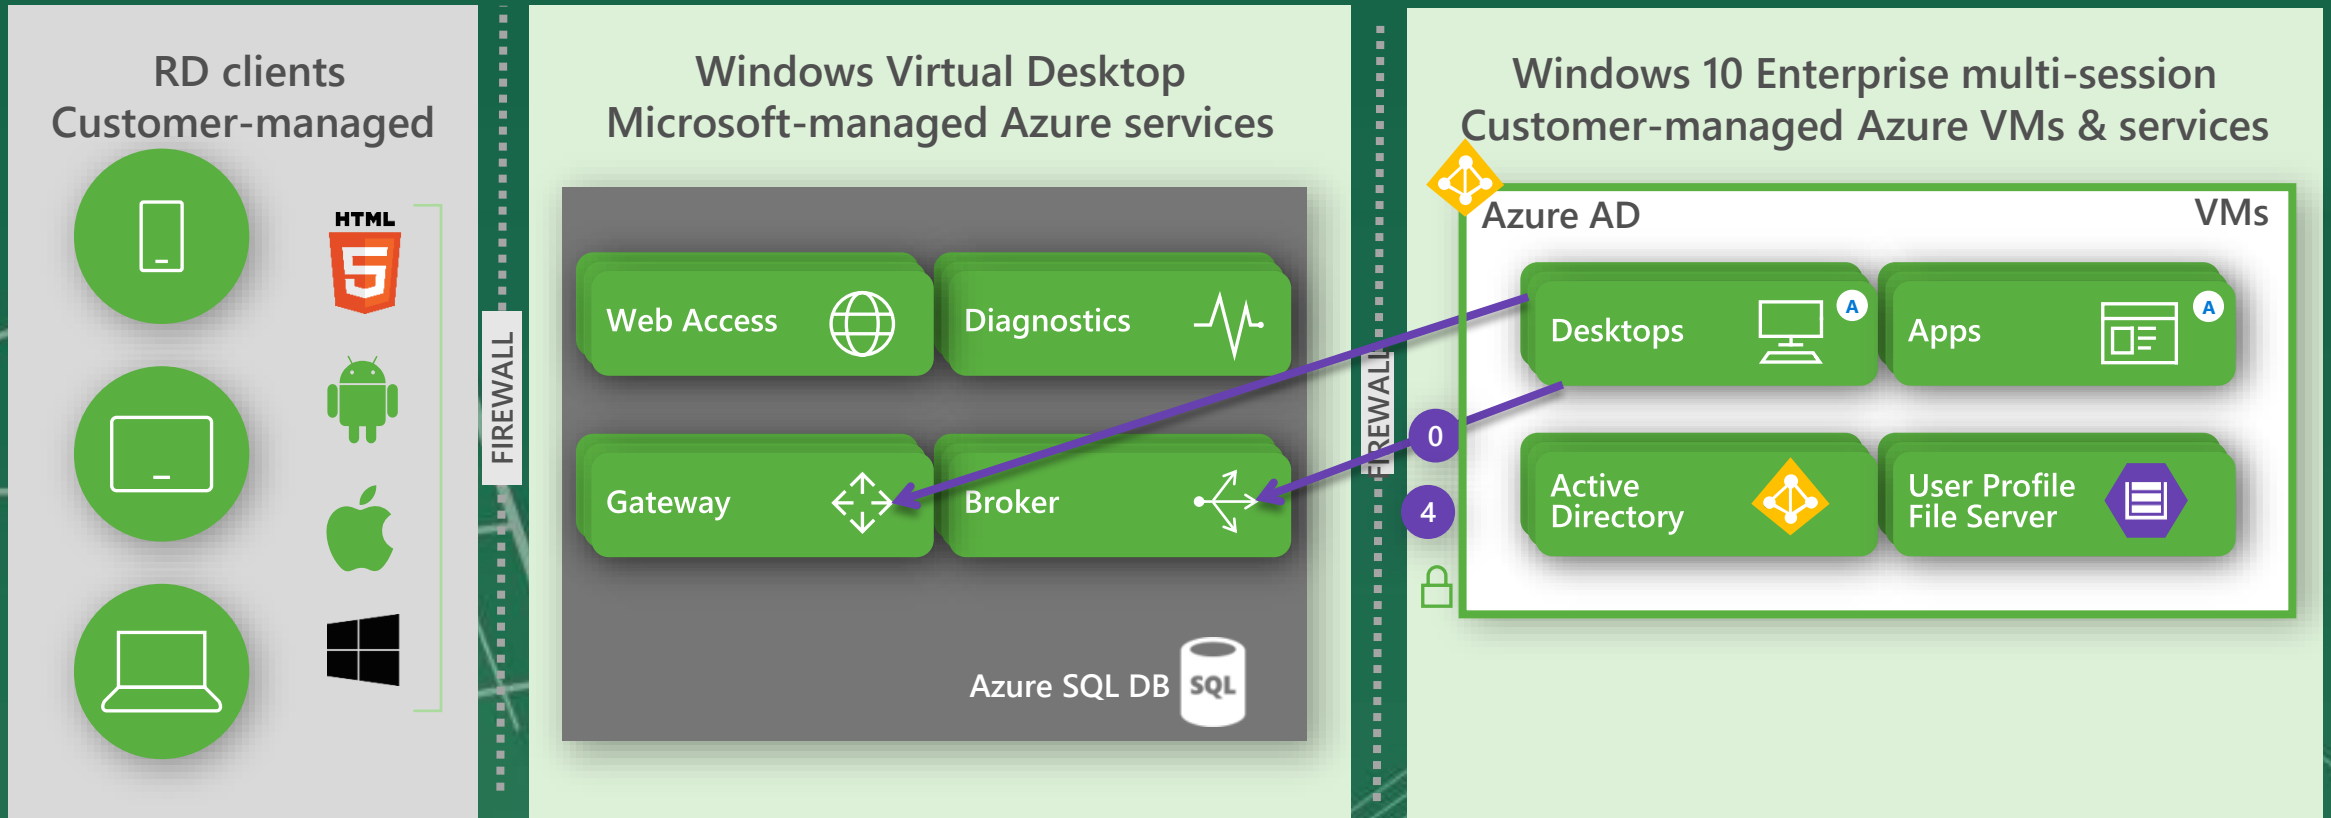 RD clients
Customer-managed
HTML
5
FIREWALL
Windows Virtual Desktop
Microsoft-managed Azure services
Web Access
Diagnostics
Gateway
Broker
Azure SQL DB
SQL
FIREWALL
0
4
Windows 10 Enterprise multi-session
Customer-managed Azure VMs & services
Azure AD
VMs
Desktops
A
Apps
A
Active
Directory
User Profile
File Server